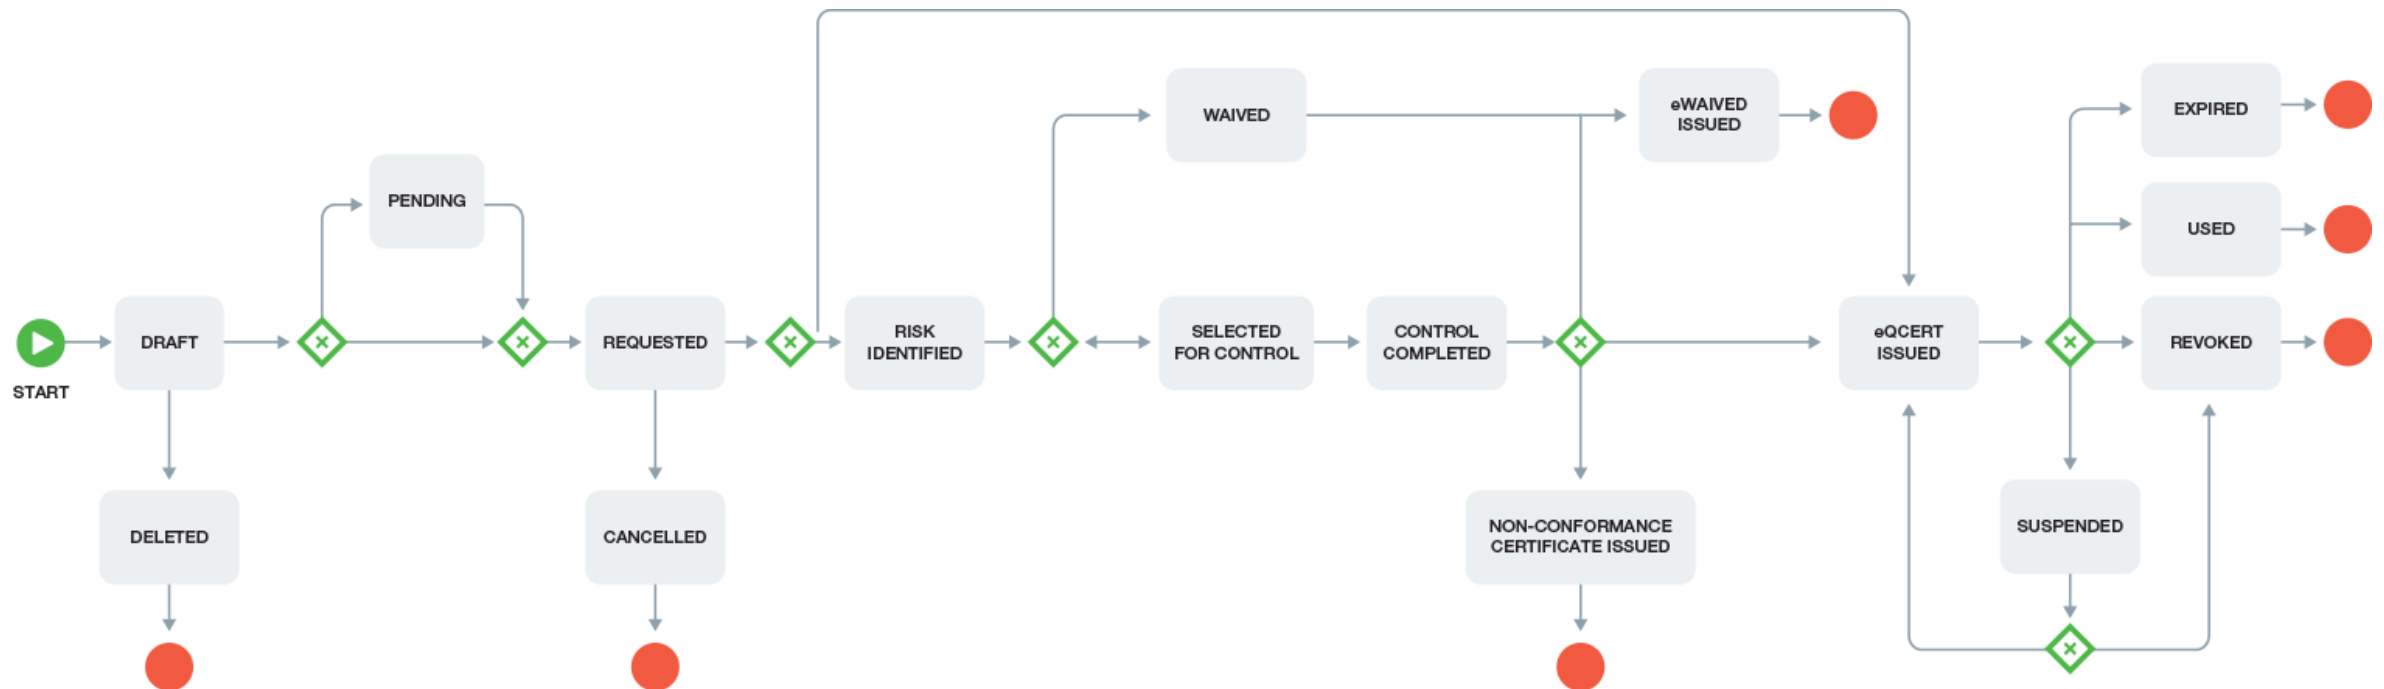 START
DRAFT
DELETED
PENDING
REQUESTED
CANCELLED
RISK
IDENTIFIED
WAIVED
SELECTED
FOR CONTROL
CONTROL
COMPLETED
eWAIVED
ISSUED
NON-CONFORMANCE
CERTIFICATE ISSUED
eQCERT
ISSUED
EXPIRED
USED
REVOKED
SUSPENDED